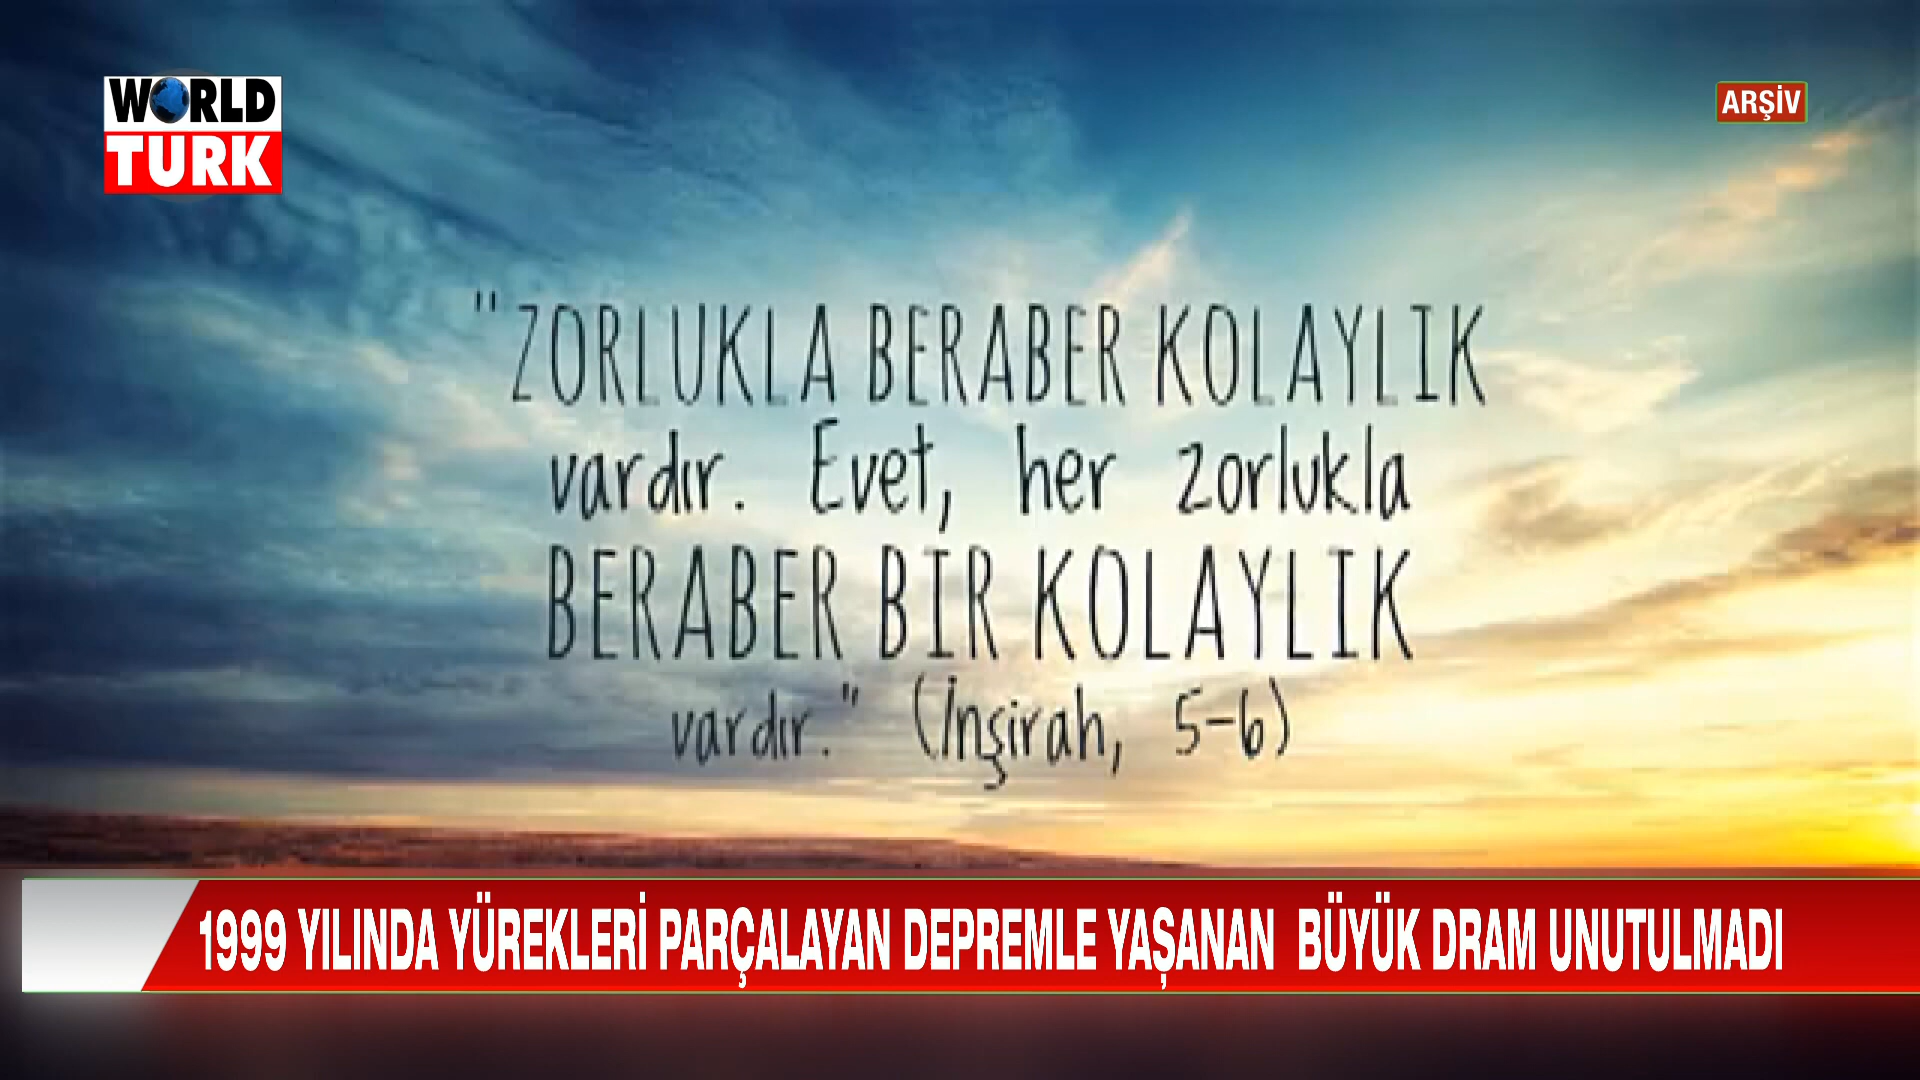 WORLD
TURK
ARŞİV
"ZORLUKLA BERABER KOLAYLIK
vardır. Evet, her zorlukla
BERABER BİR KOLAYLIK
vardır." (İnşirah, 5-6)
1999 YILINDA YÜREKLERİ PARÇALAYAN DEPREMLE YAŞANAN BÜYÜK DRAM UNUTULMADI